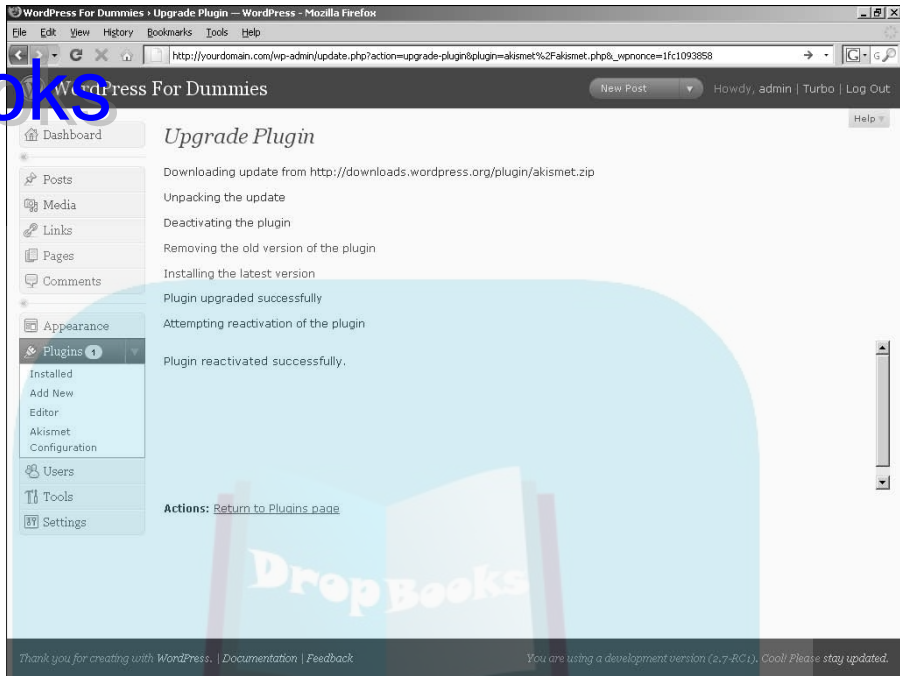 WordPress For Dummies › Upgrade Plugin — WordPress - Mozilla Firefox
File Edit View History Bookmarks Tools Help
http://yourdomain.com/wp-admin/update.php?action=upgrade-plugin&plugin=akismet%2Fakismet.php&_wpnonce=1fc1093858
G
WordPress For Dummies
New Post
Howdy, admin | Turbo | Log Out
oks
Help
Dashboard
Upgrade Plugin
Downloading update from http://downloads.wordpress.org/plugin/akismet.zip
Posts
Unpacking the update
Media
Deactivating the plugin
Links
Removing the old version of the plugin
Pages
Installing the latest version
Comments
Plugin upgraded successfully
Appearance
Attempting reactivation of the plugin
Plugins 1
Plugin reactivated successfully.
Installed
Add New
Editor
Akismet
Configuration
Users
Tools
Actions: Return to Plugins page
Settings
DropBooks
Thank you for creating with WordPress. | Documentation | Feedback
You are using a development version (2.7-RC1). Cool! Please stay updated.